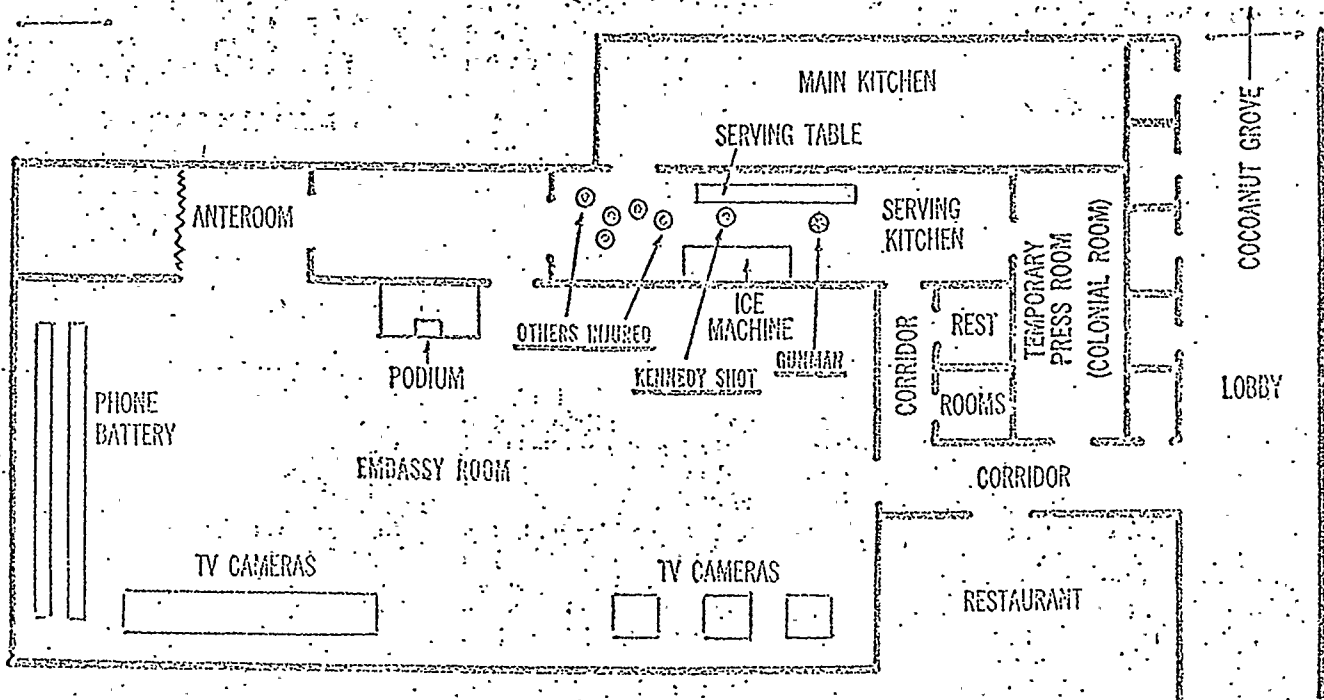 MAIN KITCHEN
SERVING TABLE
COCOANUT GROVE
ANTEROOM
SERVING
KITCHEN
TEMPORARY
PRESS ROOM
(COLONIAL ROOM)
ICE
MACHINE
OTHERS INJURED
KENNEDY SHOT
GUNMAN
CORRIDOR
REST
ROOMS
PODIUM
LOBBY
PHONE
BATTERY
EMBASSY ROOM
CORRIDOR
TV CAMERAS
TV CAMERAS
RESTAURANT